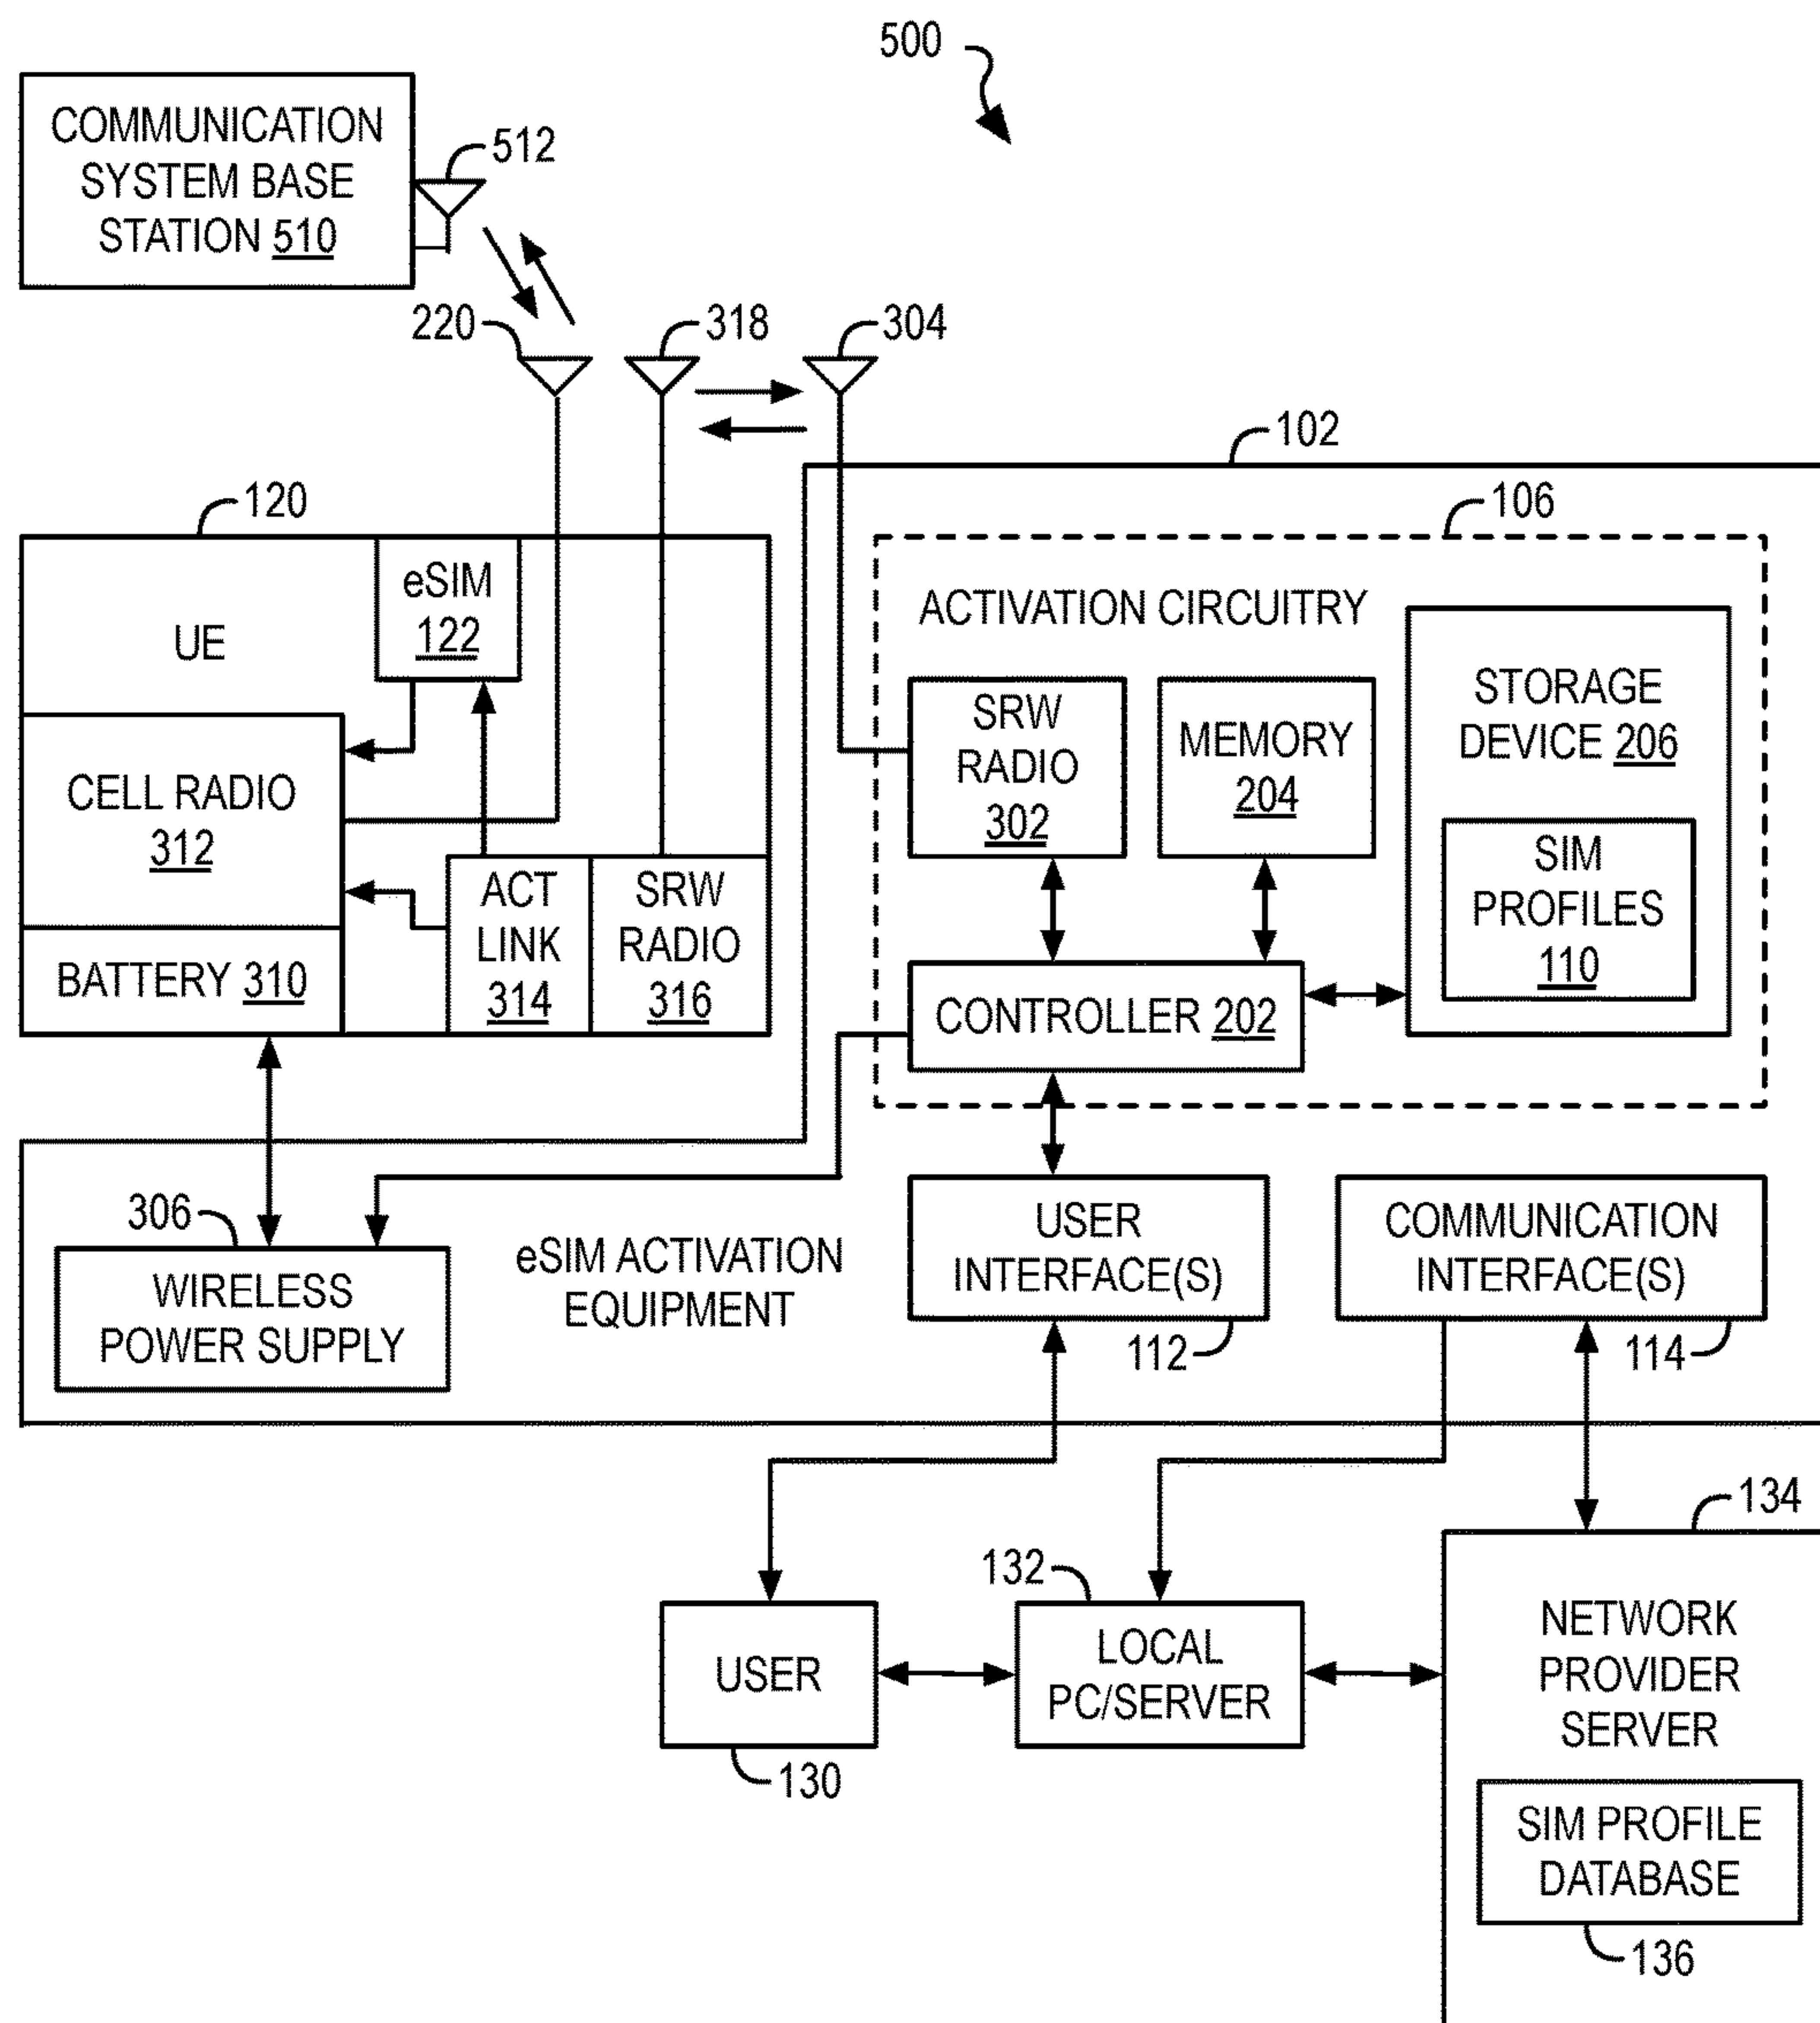 500
COMMUNICATION
SYSTEM BASE
STATION 510
512
220
318
304
102
120
106
UE
eSIM
122
CELL RADIO
312
BATTERY 310
ACT
LINK
314
SRW
RADIO
316
ACTIVATION CIRCUITRY
SRW
RADIO
302
MEMORY
204
STORAGE
DEVICE 206
SIM
PROFILES
110
CONTROLLER 202
306
WIRELESS
POWER SUPPLY
eSIM ACTIVATION
EQUIPMENT
USER
INTERFACE(S)
112
COMMUNICATION
INTERFACE(S)
114
134
132
USER
130
LOCAL
PC/SERVER
NETWORK
PROVIDER
SERVER
SIM PROFILE
DATABASE
136